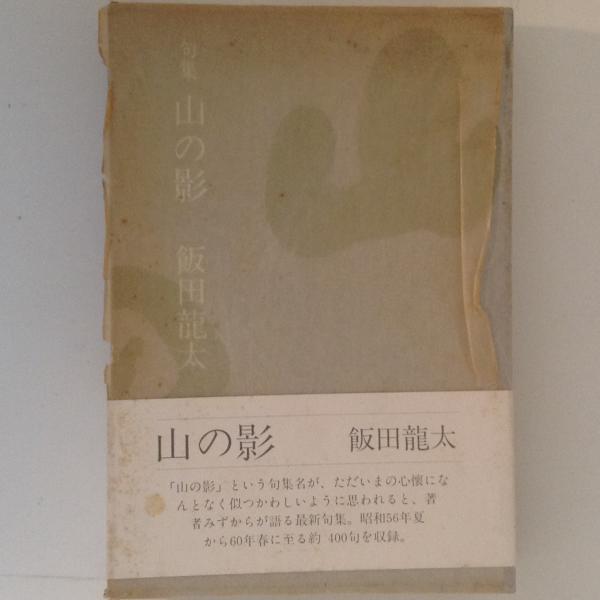 句集 山の影 飯田龍太
山の影 飯田龍太
「山の影」という句集名が、ただいまの心懐にな
んとなく似つかわしいように思われると、著
者みずからが語る最新句集。昭和56年夏
から60年春に至る約 400句を収録。